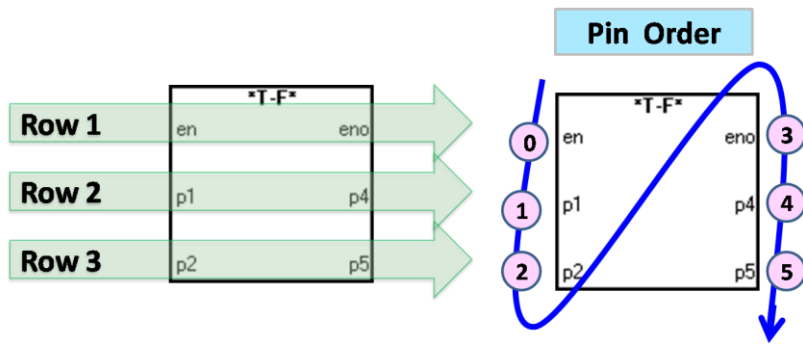 Pin Order
*T-F*
Row 1 en eno
Row 2 p1 p4
Row 3 p2 p5
*T-F*
0 en eno 3
1 p1 p4 4
2 p2 p5 5